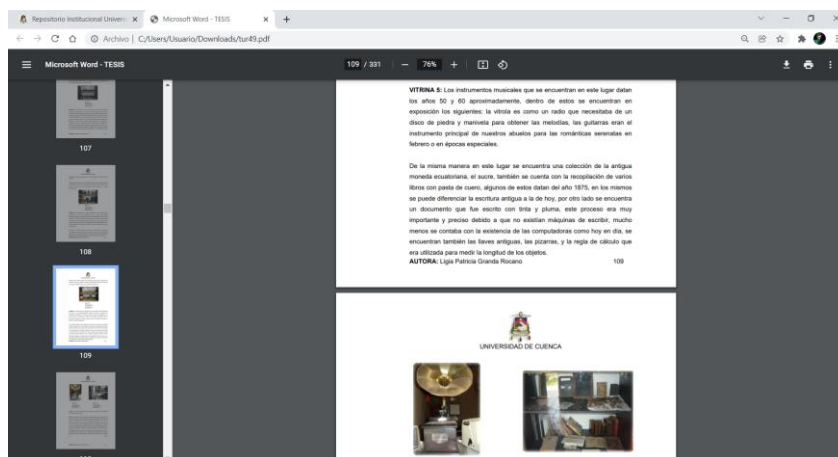 Repositorio Institucional Univers
Microsoft Word - TESIS
Archivo | C:/Users/Usuario/Downloads/tur49.pdf
Microsoft Word - TESIS
109 / 331
76%
107
108
109
VITRINA 5: Los instrumentos musicales que se encuentran en este lugar datan
los años 50 y 60 aproximadamente, dentro de estos se encuentran en
exposición los siguientes: la vitrola es como un radio que necesitaba de un
disco de piedra y manivela para obtener las melodías, las guitarras eran el
instrumento principal de nuestros abuelos para las románticas serenatas en
febrero o en épocas especiales.
De la misma manera en este lugar se encuentra una colección de la antigua
moneda ecuatoriana, el sucre, también se cuenta con la recopilación de varios
libros con pasta de cuero, algunos de estos datan del año 1875, en los mismos
se puede diferenciar la escritura antigua a la de hoy, por otro lado se encuentra
un documento que fue escrito con tinta y pluma, este proceso era muy
importante y preciso debido a que no existían máquinas de escribir, mucho
menos se contaba con la existencia de las computadoras como hoy en día, se
encuentran también las llaves antiguas, las pizarras, y la regla de cálculo que
era utilizada para medir la longitud de los objetos.
AUTORA: Ligia Patricia Granda Rocano 109
UNIVERSIDAD DE CUENCA